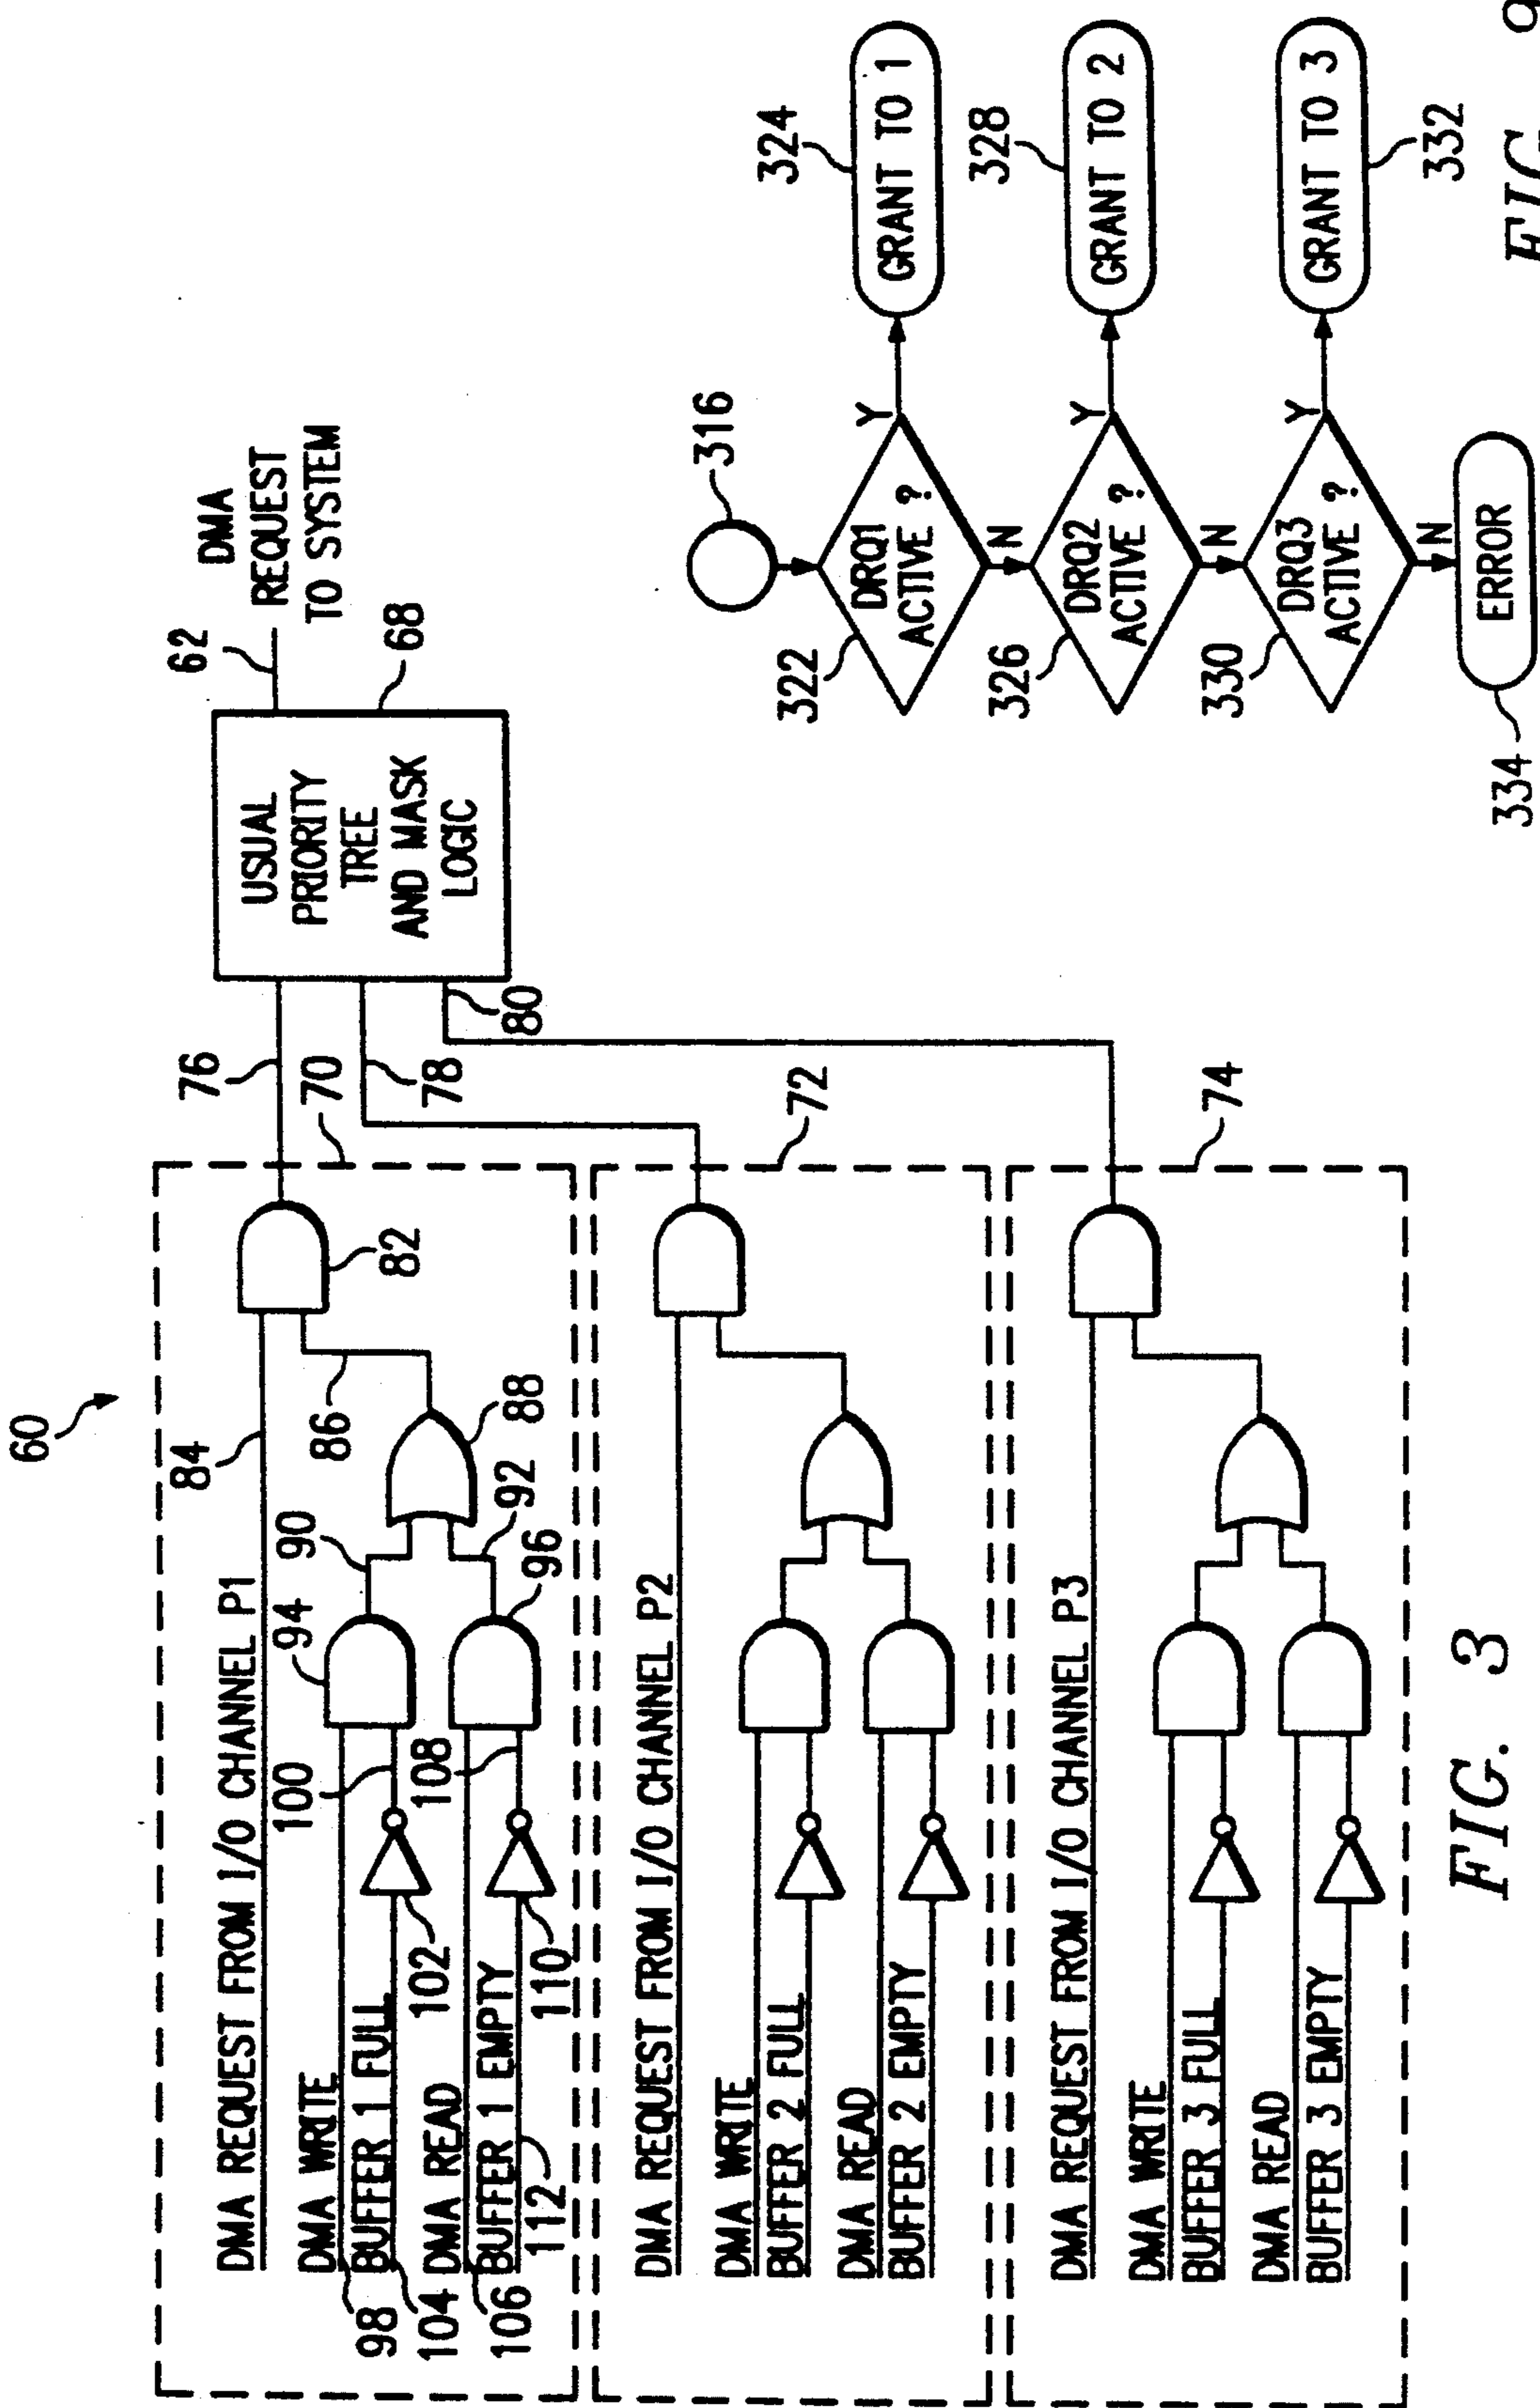 60
DMA REQUEST FROM I/O CHANNEL P1
84
76
70
DMA WRITE
98
BUFFER 1 FULL
104
102
100
94
90
86
82
88
DMA READ
106
BUFFER 1 EMPTY
112
110
108
96
92
DMA REQUEST FROM I/O CHANNEL P2
DMA WRITE
BUFFER 2 FULL
DMA READ
BUFFER 2 EMPTY
72
78
DMA REQUEST FROM I/O CHANNEL P3
DMA WRITE
BUFFER 3 FULL
DMA READ
BUFFER 3 EMPTY
74
80
USUAL
PRIORITY
TREE
AND MASK
LOGIC
68
62
DMA
REQUEST
TO SYSTEM
FIG. 3
316
322
DRQ1
ACTIVE ?
Y
N
324
GRANT TO 1
326
DRQ2
ACTIVE ?
Y
N
328
GRANT TO 2
330
DRQ3
ACTIVE ?
Y
N
332
GRANT TO 3
334
ERROR
FIG. 9